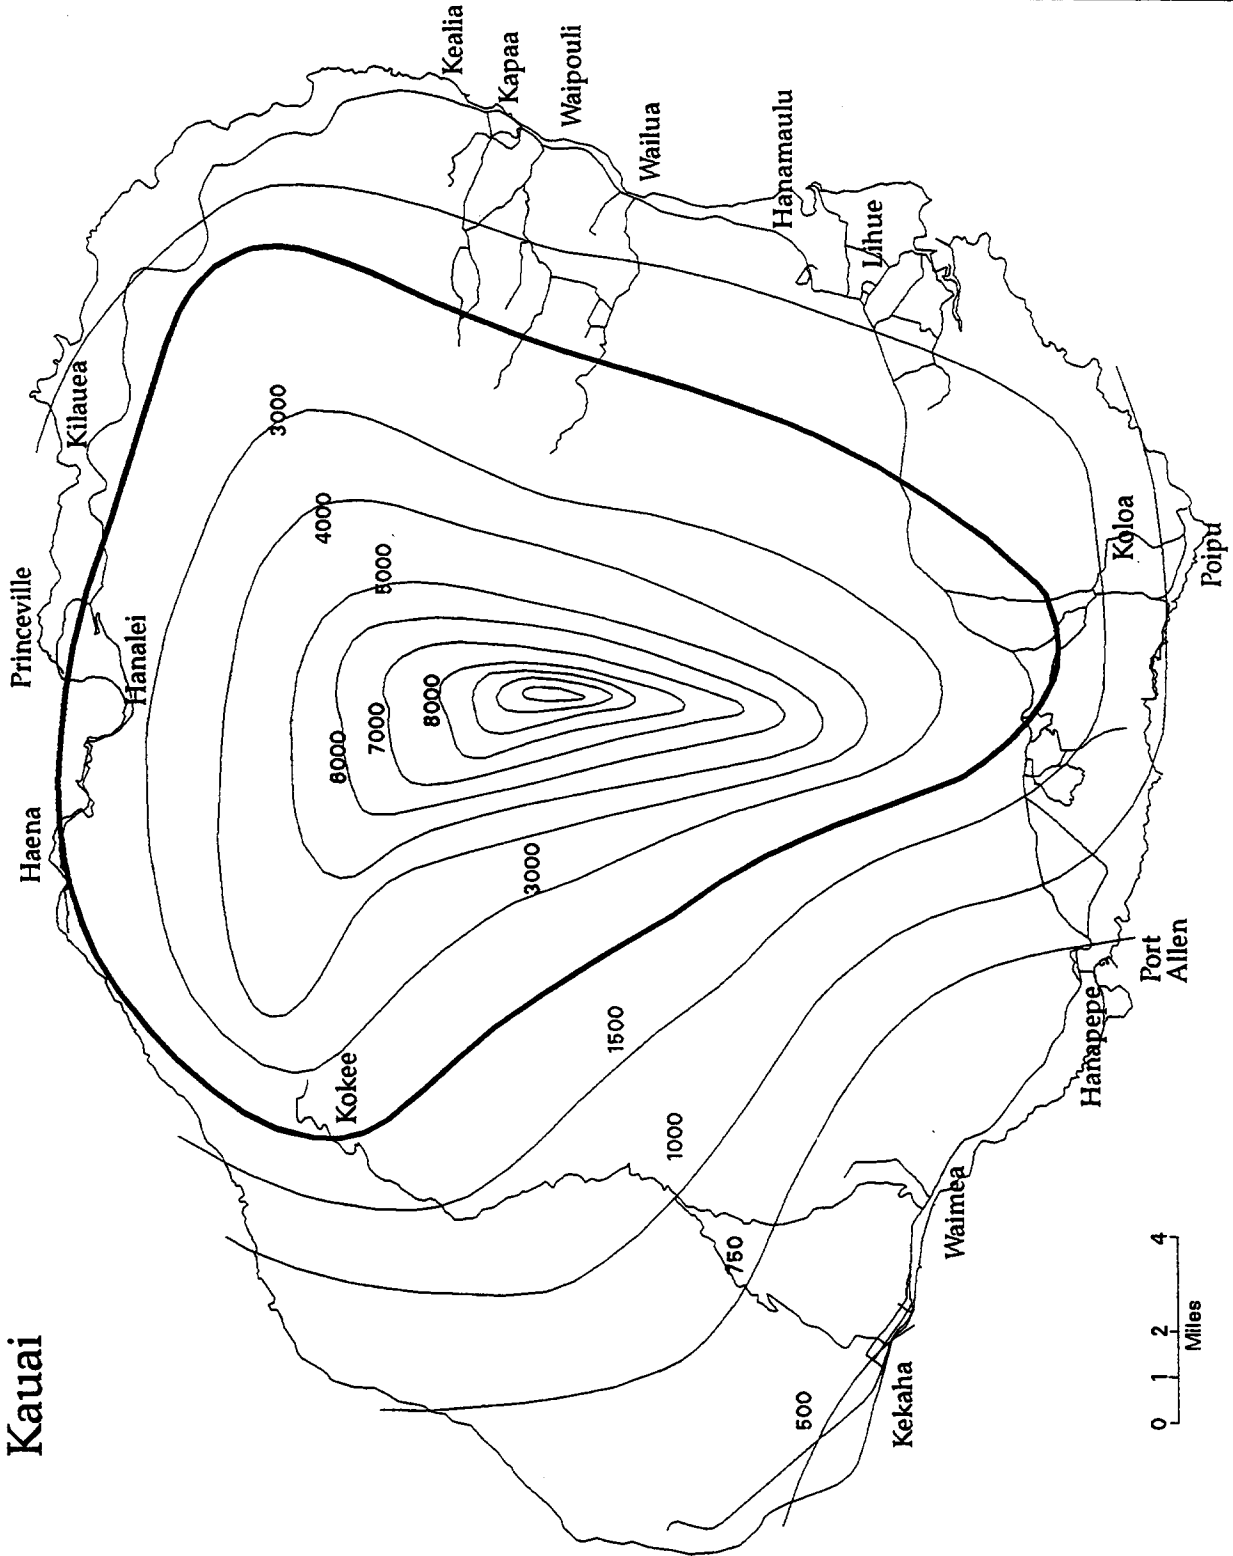 Kauai
Haena
Princeville
Kilauea
Hanalei
3000
4000
8000
Kokee
7000
5000
8000
Kealia
Kapaa
3000
Waipouli
1500
Wailua
1000
750
Hanamaulu
500
Lihue
Kekaha
Waimea
Hanapepe
Koloa
Port
Allen
0 1 2 4
Miles
Poipu